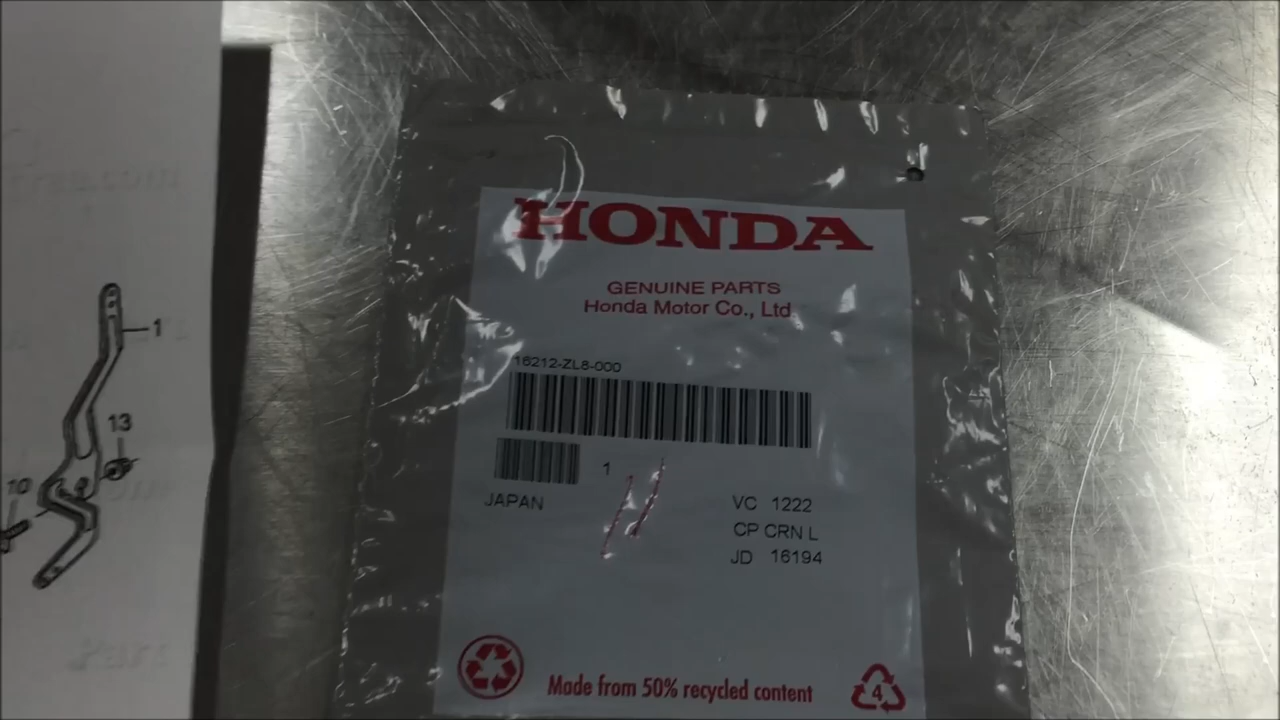 1
13
10
HONDA
GENUINE PARTS
Honda Motor Co., Ltd
16212-ZL8-000
1
JAPAN
VC 1222
CP CRN L
JD 16194
Made from 50% recycled content
4